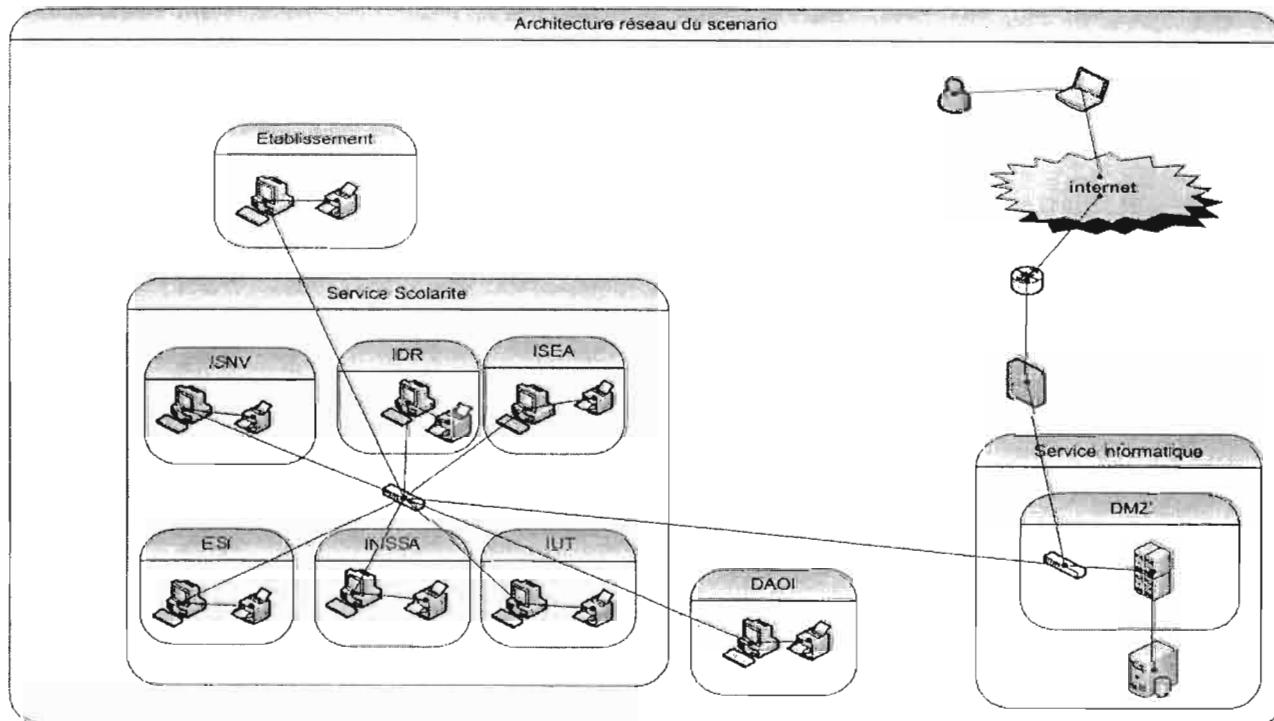 Architecture réseau du scenario
Etablissement
internet
Service Scolarite
ISNV
IDR
ISEA
Service Informatique
DMZ
ESI
INSSA
IUT
DAOI